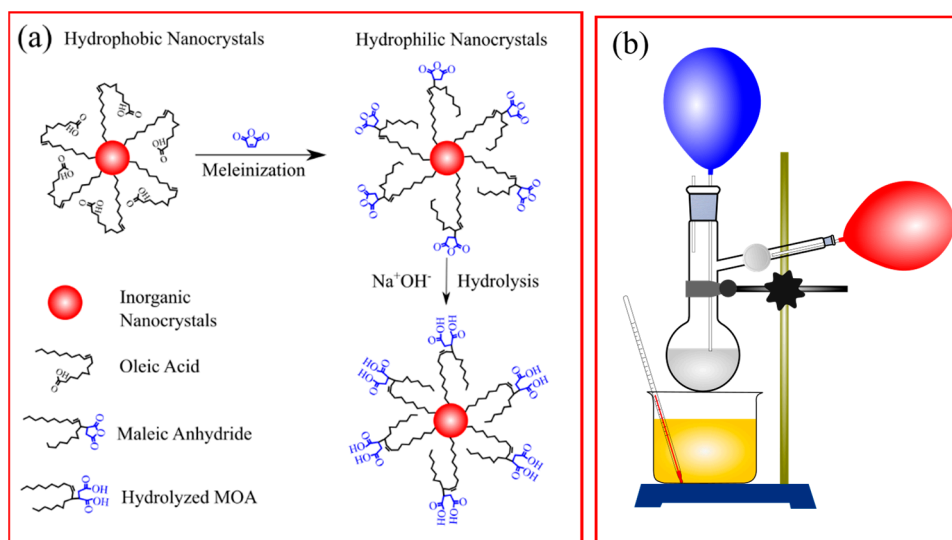 (a)
Hydrophobic Nanocrystals
Hydrophilic Nanocrystals
Meleinization
Na⁺OH⁻
Hydrolysis
Inorganic
Nanocrystals
Oleic Acid
Maleic Anhydride
Hydrolyzed MOA
(b)